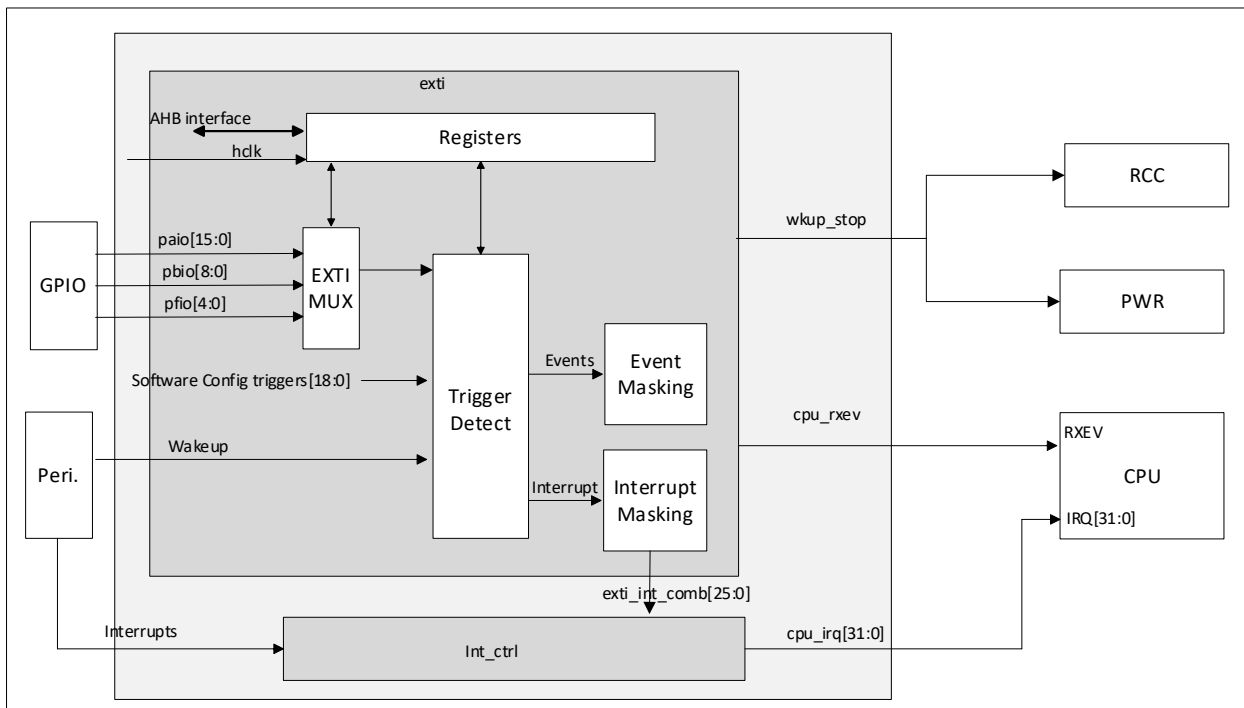 exti
AHB interface
Registers
hclk
RCC
wkup_stop
paio[15:0]
pbio[8:0]
pfio[4:0]
GPIO
EXTI
MUX
PWR
Events
Event
Masking
Software Config triggers[18:0]
Trigger
Detect
cpu_rxev
RXEV
Wakeup
Peri.
CPU
Interrupt
Interrupt
Masking
IRQ[31:0]
exti_int_comb[25:0]
Interrupts
Int_ctrl
cpu_irq[31:0]